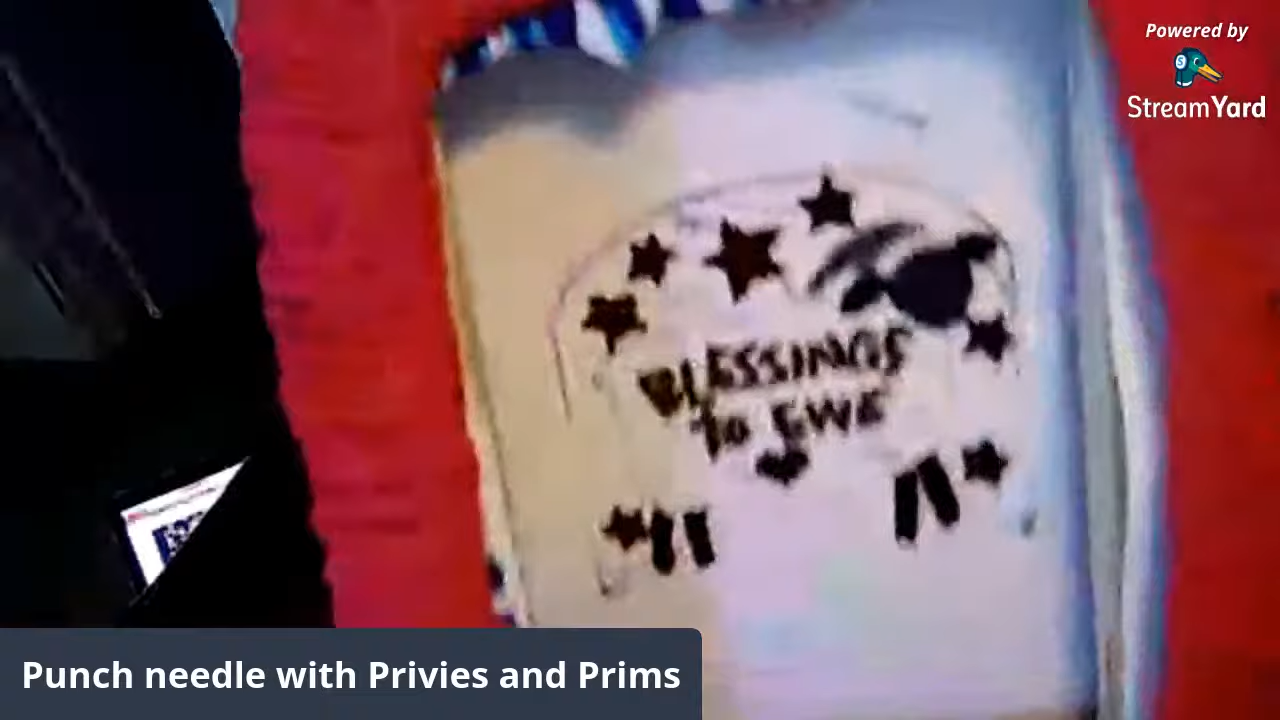 Powered by
StreamYard
BLESSINGS
To EWE
Punch needle with Privies and Prims